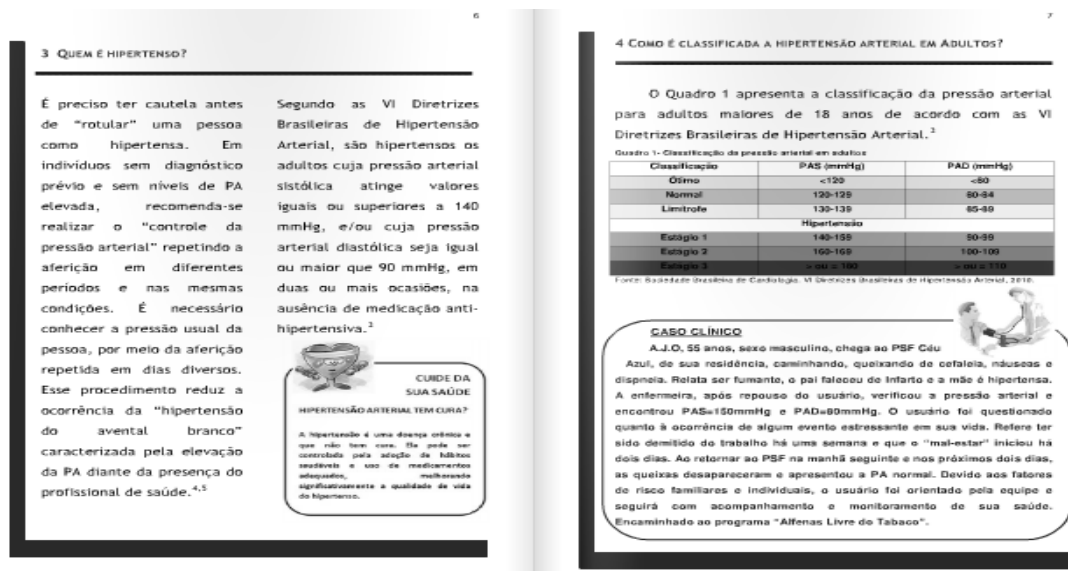 6
3 QUEM É HIPERTENSO?
É preciso ter cautela antes
de “rotular” uma pessoa
como hipertensa. Em
indivíduos sem diagnóstico
prévio e sem níveis de PA
elevada, recomenda-se
realizar o “controle da
pressão arterial” repetindo a
aferição em diferentes
períodos e nas mesmas
condições. É necessário
conhecer a pressão usual da
pessoa, por meio da aferição
repetida em dias diversos.
Esse procedimento reduz a
ocorrência da “hipertensão
do avental branco”
caracterizada pela elevação
da PA diante da presença do
profissional de saúde.4,5
Segundo as VI Diretrizes
Brasileiras de Hipertensão
Arterial, são hipertensos os
adultos cuja pressão arterial
sistólica atinge valores
iguais ou superiores a 140
mmHg, e/ou cuja pressão
arterial diastólica seja igual
ou maior que 90 mmHg, em
duas ou mais ocasiões, na
ausência de medicação anti-
hipertensiva.
CUIDE DA
SUA SAÚDE
HIPERTENSÃO ARTERIAL TEM CURA?
A hipertensão é uma doença crônica e
que não tem cura. Ela pode ser
controlada pela adoção de hábitos
saudáveis e uso de medicamentos
adequados, melhorando
significativamente a qualidade de vida
do hipertenso.
7
4 COMO É CLASSIFICADA A HIPERTENSÃO ARTERIAL EM ADULTOS?
O Quadro 1 apresenta a classificação da pressão arterial
para adultos maiores de 18 anos de acordo com as VI
Diretrizes Brasileiras de Hipertensão Arterial.
Quadro 1- Classificação da pressão arterial em adultos
Classificação PAS (mmHg) PAD (mmHg)
Ótimo <120 <80
Normal 120-129 80-84
Limítrofe 130-139 85-89
Hipertensão
Estágio 1 140-159 90-99
Estágio 2 160-169 100-109
Estágio 3 > ou = 180 > ou = 110
Fonte: Sociedade Brasileira de Cardiologia. VI Diretrizes Brasileiras de Hipertensão Arterial, 2010.
CASO CLÍNICO
A.J.O, 55 anos, sexo masculino, chega ao PSF Céu
Azul, de sua residência, caminhando, queixando de cefaleia, náuseas e
dispneia. Relata ser fumante, o pai faleceu de Infarto e a mãe é hipertensa.
A enfermeira, após repouso do usuário, verificou a pressão arterial e
encontrou PAS=150mmHg e PAD=80mmHg. O usuário foi questionado
quanto à ocorrência de algum evento estressante em sua vida. Refere ter
sido demitido do trabalho há uma semana e que o “mal-estar” iniciou há
dois dias. Ao retornar ao PSF na manhã seguinte e nos próximos dois dias,
as queixas desapareceram e apresentou a PA normal. Devido aos fatores
de risco familiares e individuais, o usuário foi orientado pela equipe e
seguirá com acompanhamento e monitoramento de sua saúde.
Encaminhado ao programa “Alfenas Livre do Tabaco”.